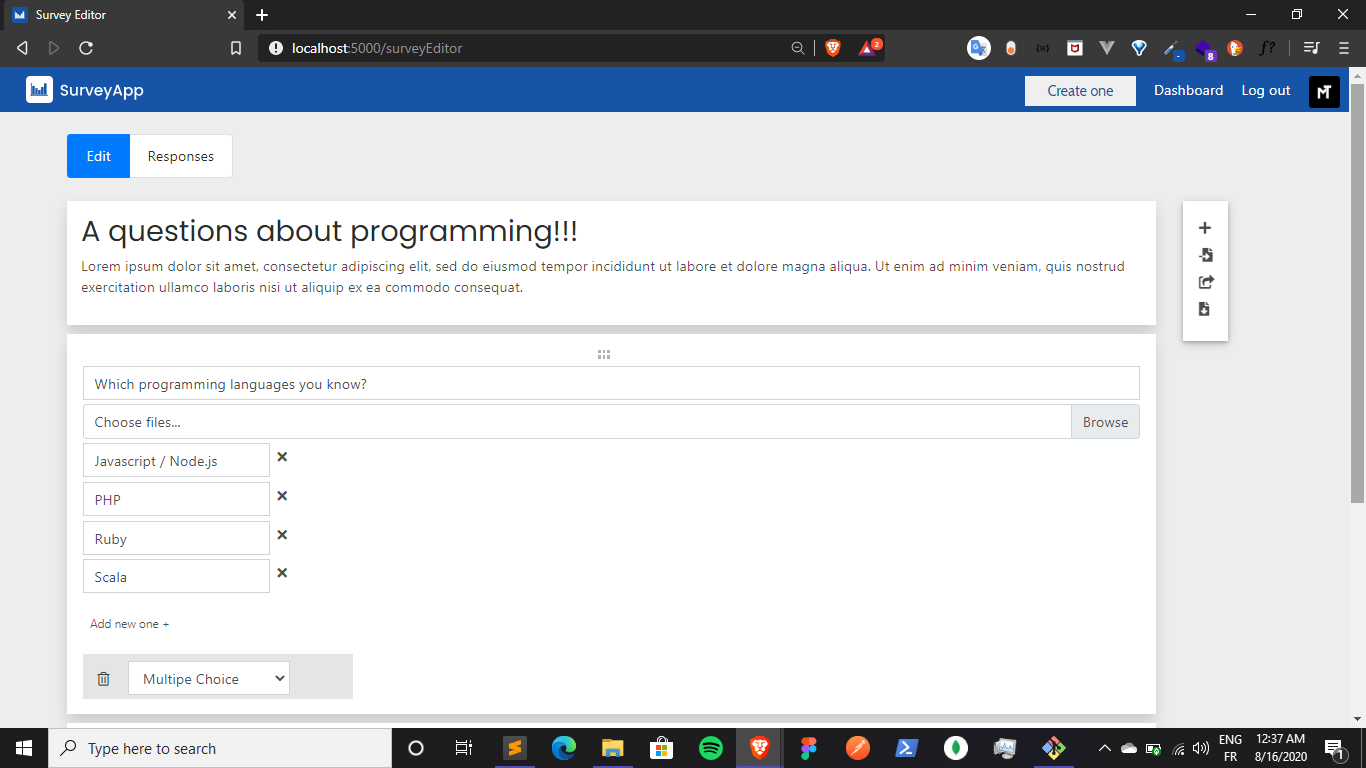 Survey Editor
localhost:5000/surveyEditor
2
8
f?
SurveyApp
Create one
Dashboard
Log out
MT
Edit
Responses
A questions about programming!!!
Lorem ipsum dolor sit amet, consectetur adipiscing elit, sed do eiusmod tempor incididunt ut labore et dolore magna aliqua. Ut enim ad minim veniam, quis nostrud
exercitation ullamco laboris nisi ut aliquip ex ea commodo consequat.
Which programming languages you know?
Choose files...
Browse
Javascript / Node.js
PHP
Ruby
Scala
Add new one +
Multipe Choice
Type here to search
ENG
FR
12:37 AM
8/16/2020
1